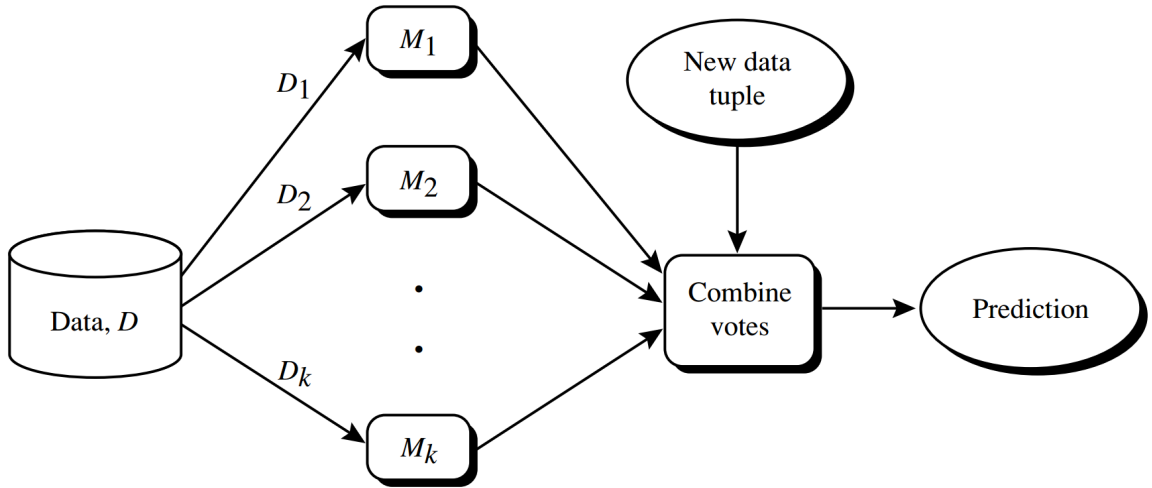 M1
New data
tuple
D1
M2
D2
Data, D
Combine
votes
Prediction
Dk
Mk